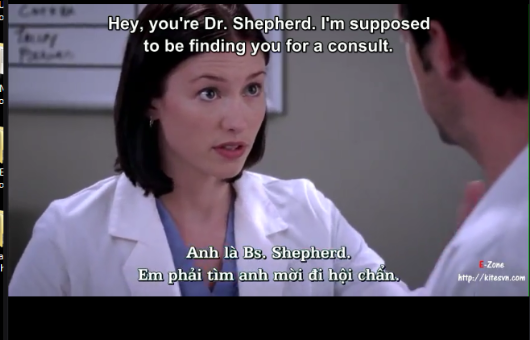 Hey, you're Dr. Shepherd. I'm supposed
to be finding you for a consult.
Anh là Bs. Shepherd.
Em phải tìm anh mời đi hội chẩn.
E-Zone
http://kitesvn.com